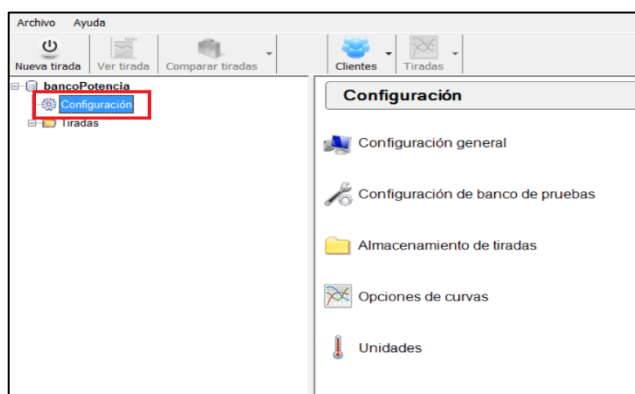 Archivo Ayuda
Nueva tirada Ver tirada Comparar tiradas Clientes Tiradas
bancoPotencia
Configuración
Tiradas
Configuración
Configuración general
Configuración de banco de pruebas
Almacenamiento de tiradas
Opciones de curvas
Unidades